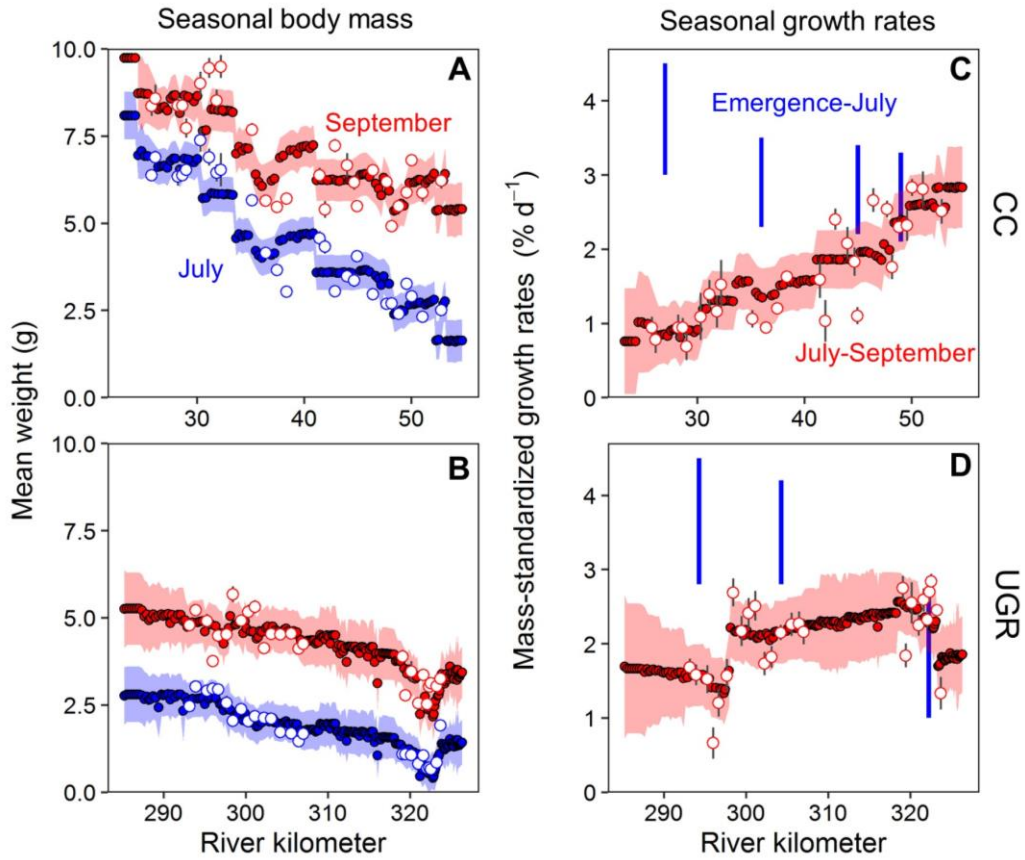 Seasonal body mass
Seasonal growth rates
Mean weight (g)
10.0
7.5
5.0
2.5
0.0
A
September
July
30
40
50
Mass-standardized growth rates (% d⁻¹)
4
3
2
1
0
C
Emergence-July
July-September
30
40
50
CC
10.0
7.5
5.0
2.5
0.0
B
290
300
310
320
River kilometer
4
3
2
1
0
D
290
300
310
320
River kilometer
UGR